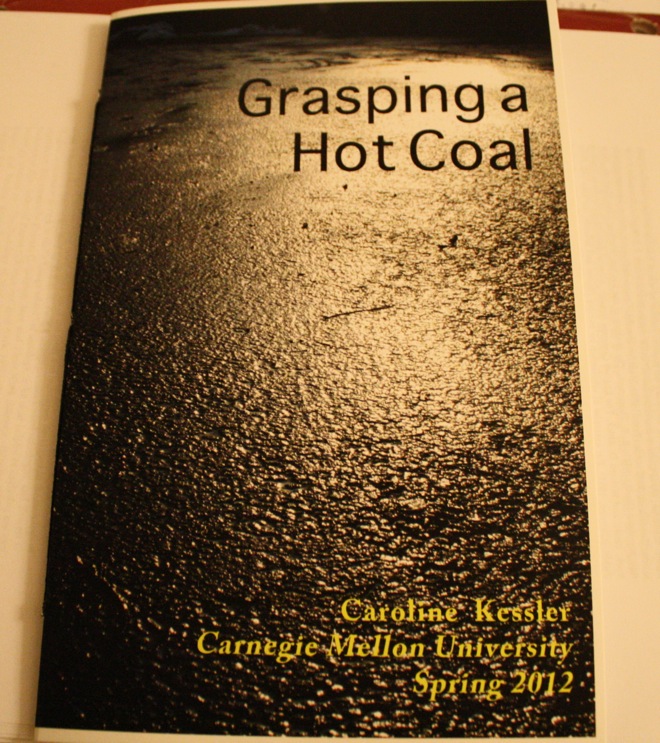 Grasping a
Hot Coal
Caroline Kessler
Carnegie Mellon University
Spring 2012